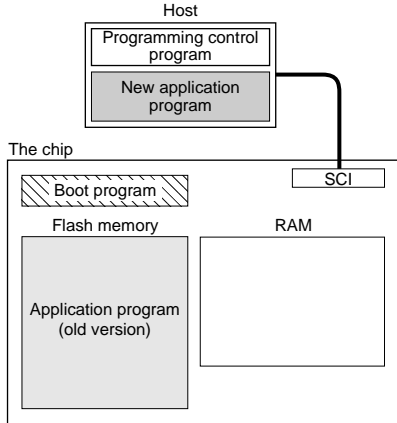 Host
Programming control
program
New application
program
The chip
SCI
Boot program
Flash memory
RAM
Application program
(old version)